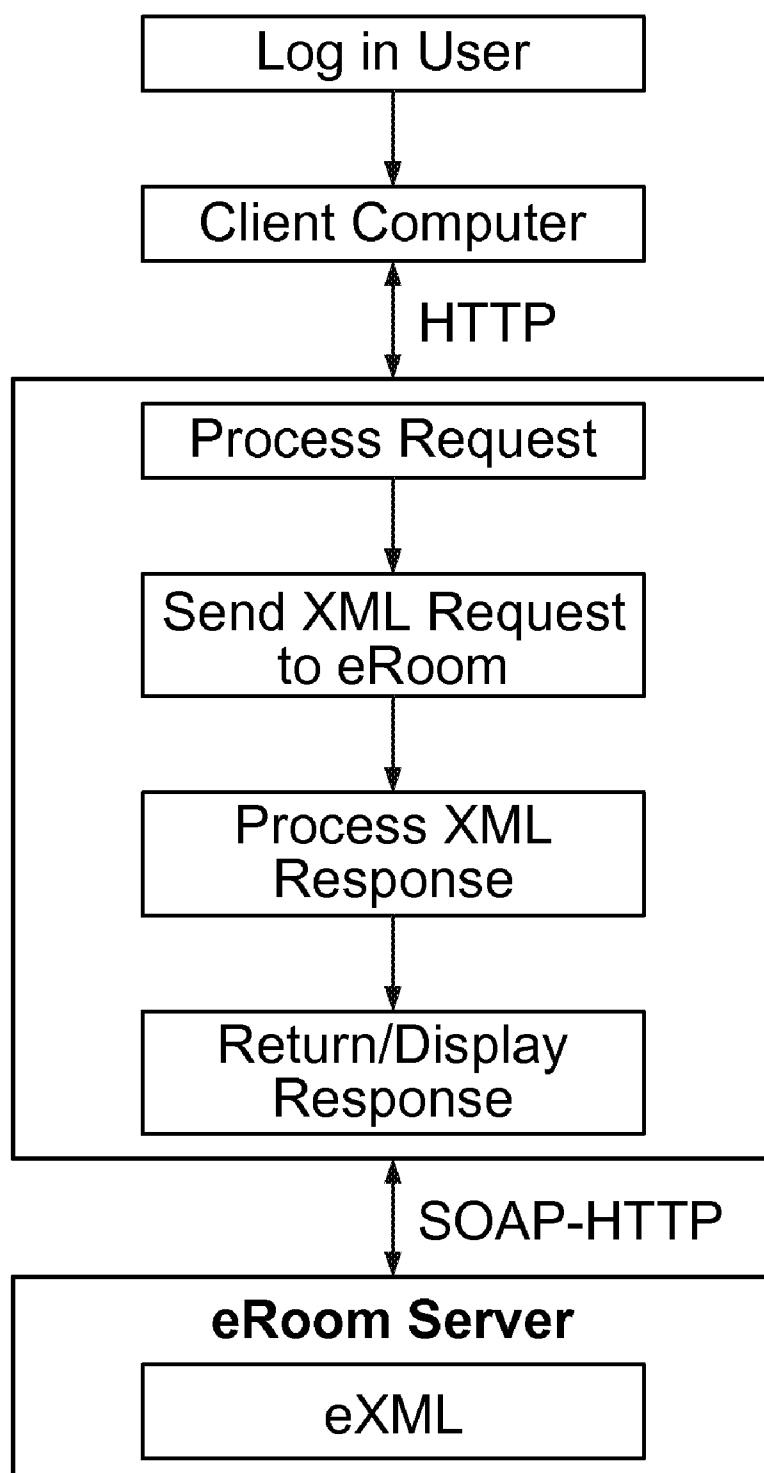 Log in User
Client Computer
HTTP
Process Request
Send XML Request
to eRoom
Process XML
Response
Return/Display
Response
SOAP-HTTP
eRoom Server
eXML